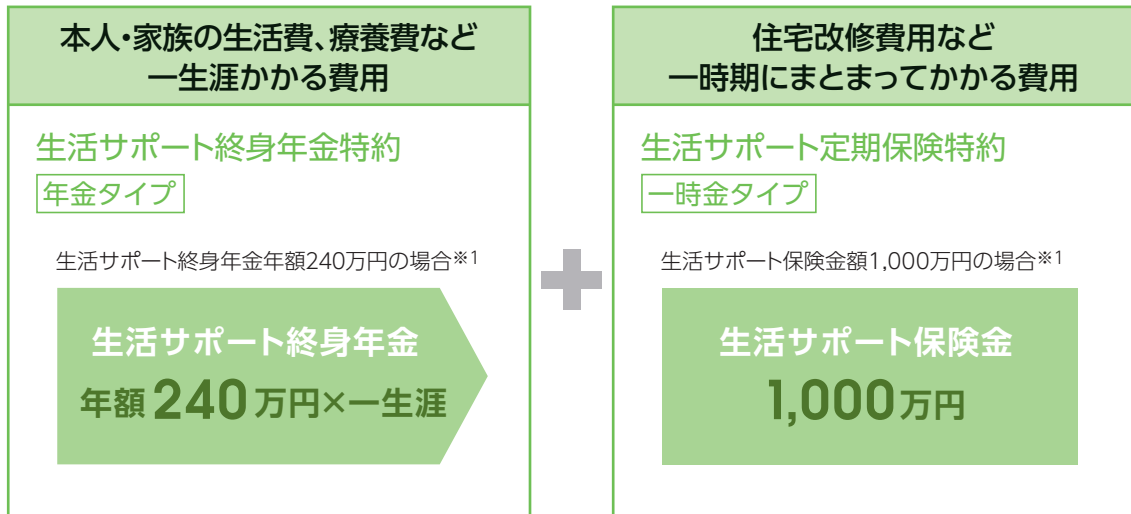 本人・家族の生活費、療養費など
一生涯かかる費用
生活サポート終身年金特約
年金タイプ
生活サポート終身年金年額240万円の場合※1
生活サポート終身年金
年額240万円×一生涯
住宅改修費用など
一時期にまとまってかかる費用
生活サポート定期保険特約
一時金タイプ
生活サポート保険金額1,000万円の場合※1
生活サポート保険金
1,000万円